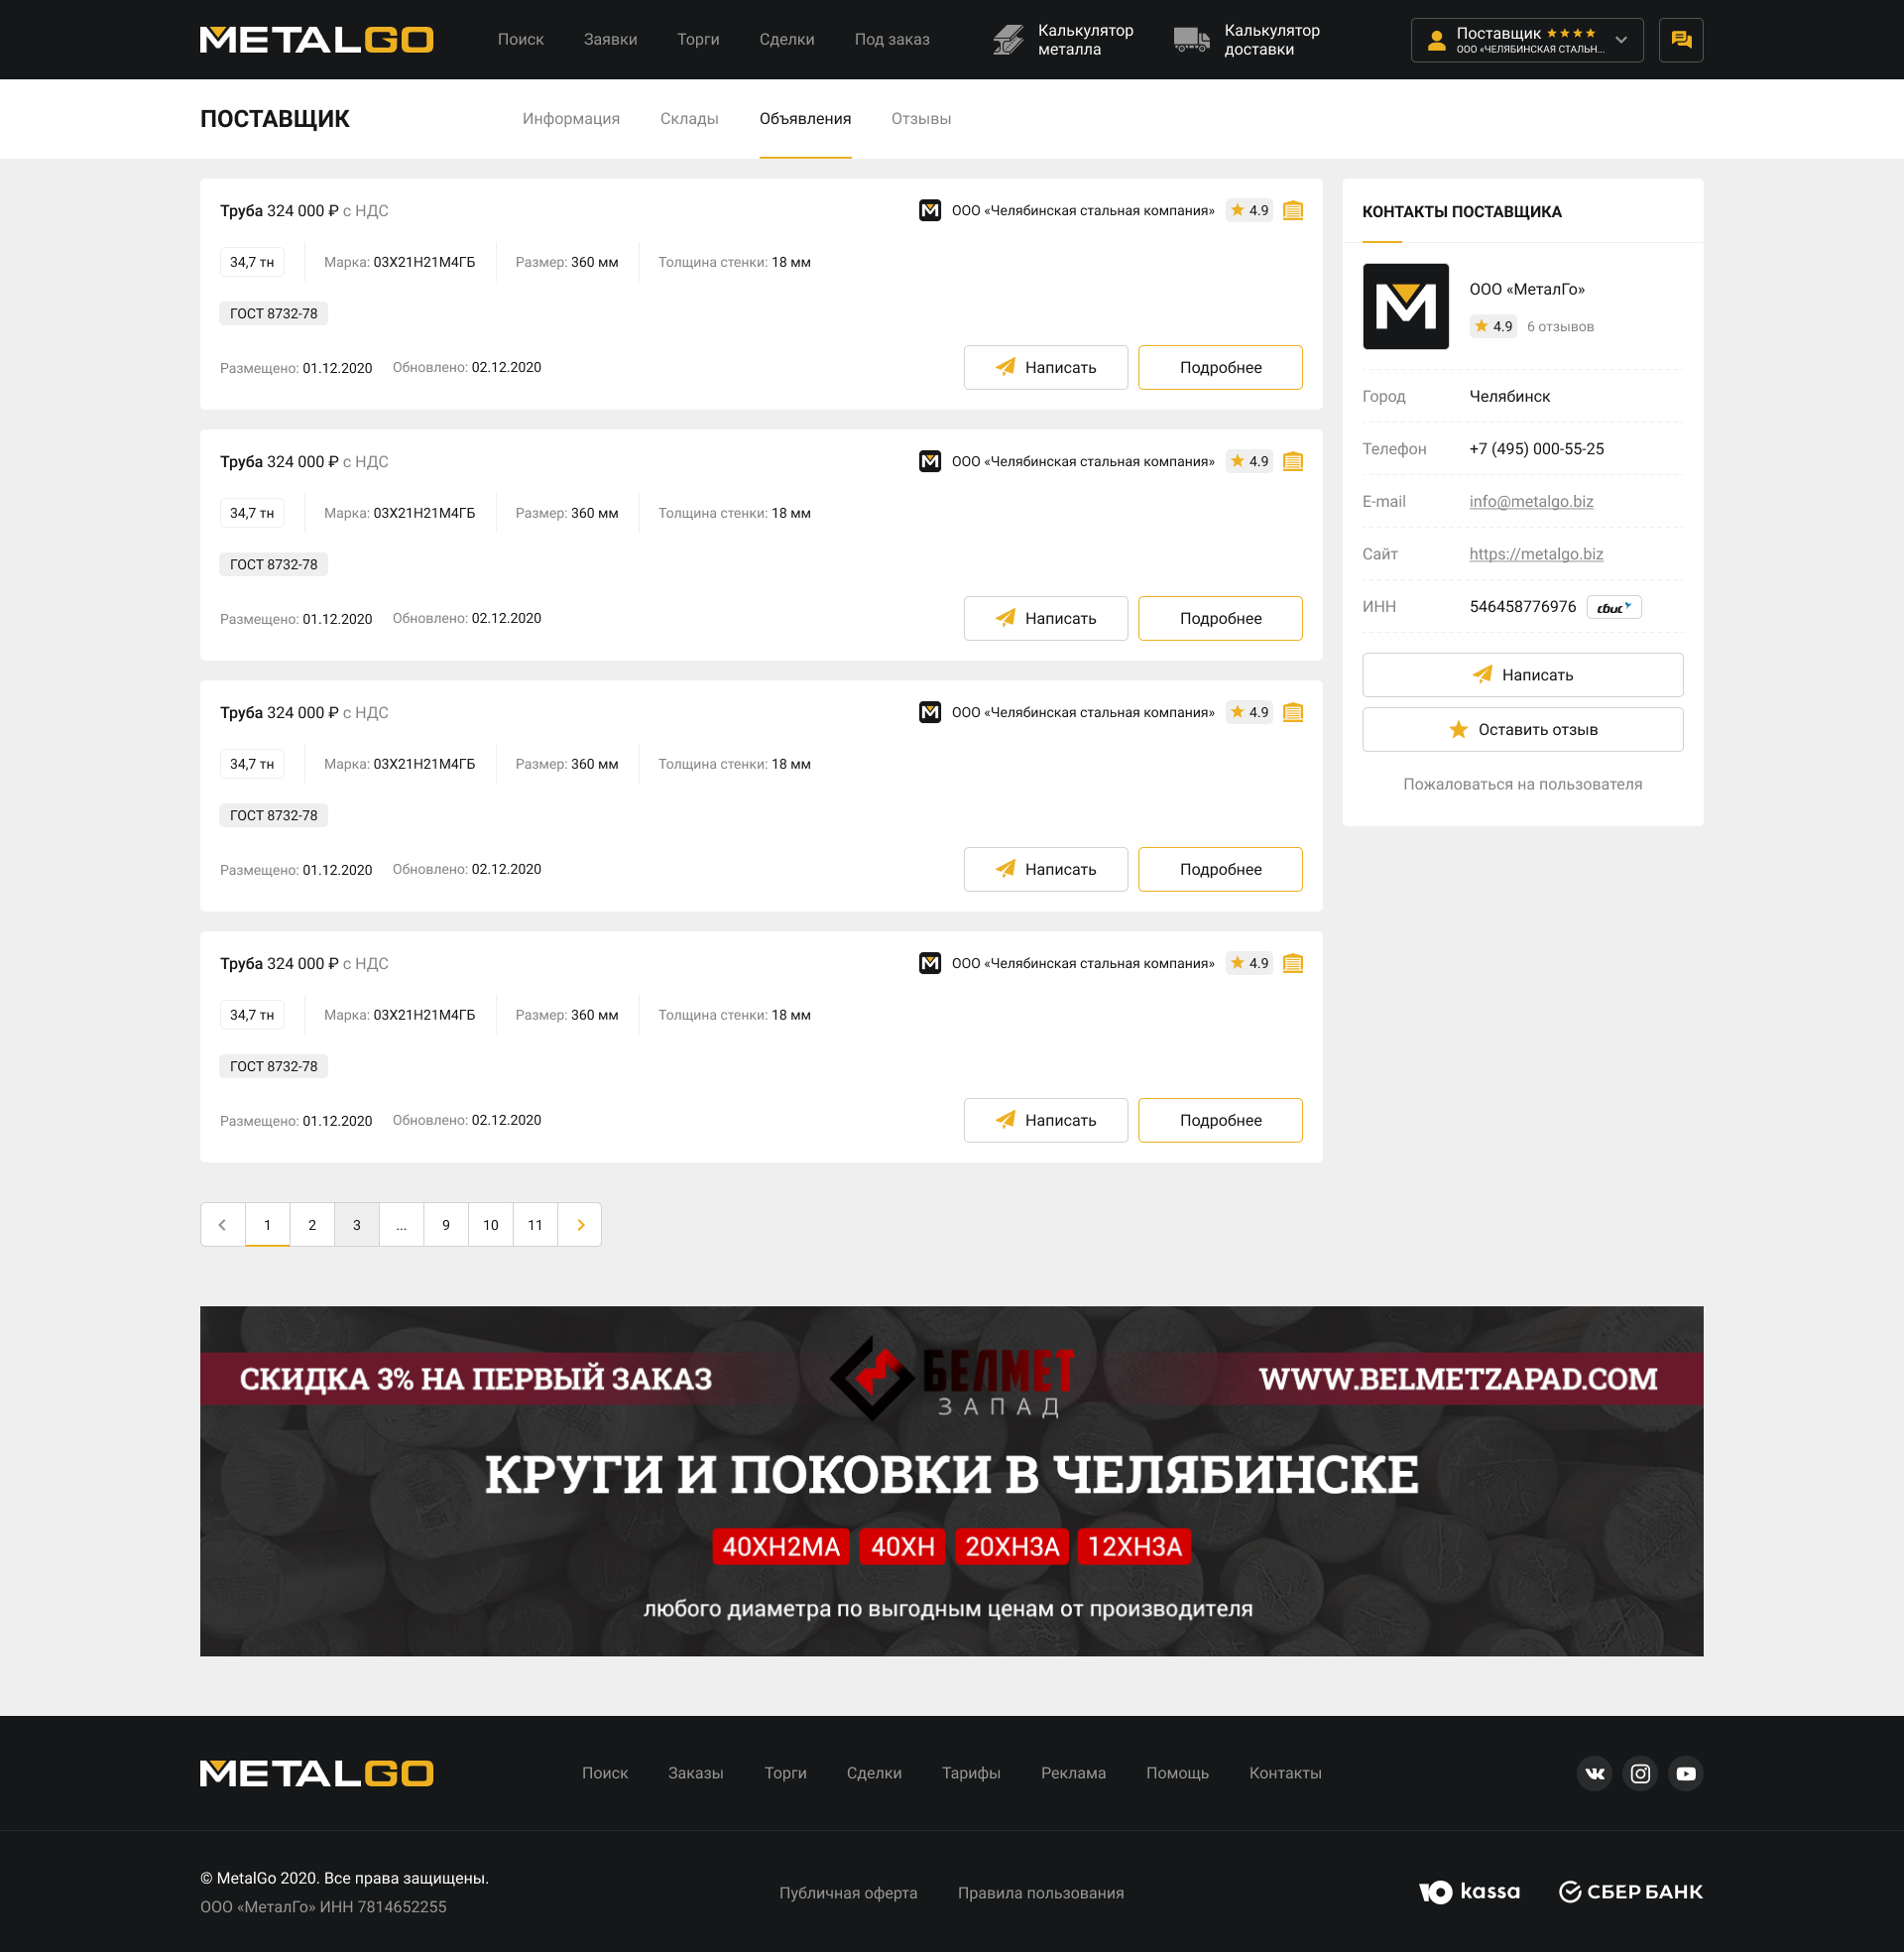 METALGO
Поиск
Заявки
Торги
Сделки
Под заказ
Калькулятор
металла
Калькулятор
доставки
Поставщик
ООО «ЧЕЛЯБИНСКАЯ СТАЛЬН...
ПОСТАВЩИК
Информация
Склады
Объявления
Отзывы
Труба 324 000 ₽ с НДС
ООО «Челябинская стальная компания»
4.9
34,7 тн
Марка: 03Х21Н21М4ГБ
Размер: 360 мм
Толщина стенки: 18 мм
ГОСТ 8732-78
Размещено: 01.12.2020
Обновлено: 02.12.2020
Написать
Подробнее
Труба 324 000 ₽ с НДС
ООО «Челябинская стальная компания»
4.9
34,7 тн
Марка: 03Х21Н21М4ГБ
Размер: 360 мм
Толщина стенки: 18 мм
ГОСТ 8732-78
Размещено: 01.12.2020
Обновлено: 02.12.2020
Написать
Подробнее
Труба 324 000 ₽ с НДС
ООО «Челябинская стальная компания»
4.9
34,7 тн
Марка: 03Х21Н21М4ГБ
Размер: 360 мм
Толщина стенки: 18 мм
ГОСТ 8732-78
Размещено: 01.12.2020
Обновлено: 02.12.2020
Написать
Подробнее
Труба 324 000 ₽ с НДС
ООО «Челябинская стальная компания»
4.9
34,7 тн
Марка: 03Х21Н21М4ГБ
Размер: 360 мм
Толщина стенки: 18 мм
ГОСТ 8732-78
Размещено: 01.12.2020
Обновлено: 02.12.2020
Написать
Подробнее
КОНТАКТЫ ПОСТАВЩИКА
ООО «МеталГо»
4.9
6 отзывов
Город
Челябинск
Телефон
+7 (495) 000-55-25
E-mail
info@metalgo.biz
Сайт
https://metalgo.biz
ИНН
546458776976
сбис
Написать
Оставить отзыв
Пожаловаться на пользователя
1
2
3
...
9
10
11
СКИДКА 3% НА ПЕРВЫЙ ЗАКАЗ
БЕЛМЕТ
ЗАПАД
WWW.BELMETZAPAD.COM
КРУГИ И ПОКОВКИ В ЧЕЛЯБИНСКЕ
40ХН2МА
40ХН
20ХН3А
12ХН3А
любого диаметра по выгодным ценам от производителя
METALGO
Поиск
Заказы
Торги
Сделки
Тарифы
Реклама
Помощь
Контакты
© MetalGo 2020. Все права защищены.
ООО «МеталГо» ИНН 7814652255
Публичная оферта
Правила пользования
Ю kassa
СБЕР БАНК